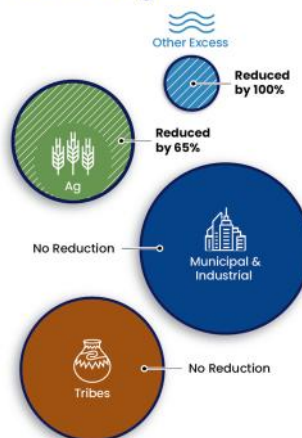 Other Excess
Reduced
by 100%
Reduced
by 65%
Ag
No Reduction
Municipal &
Industrial
No Reduction
Tribes